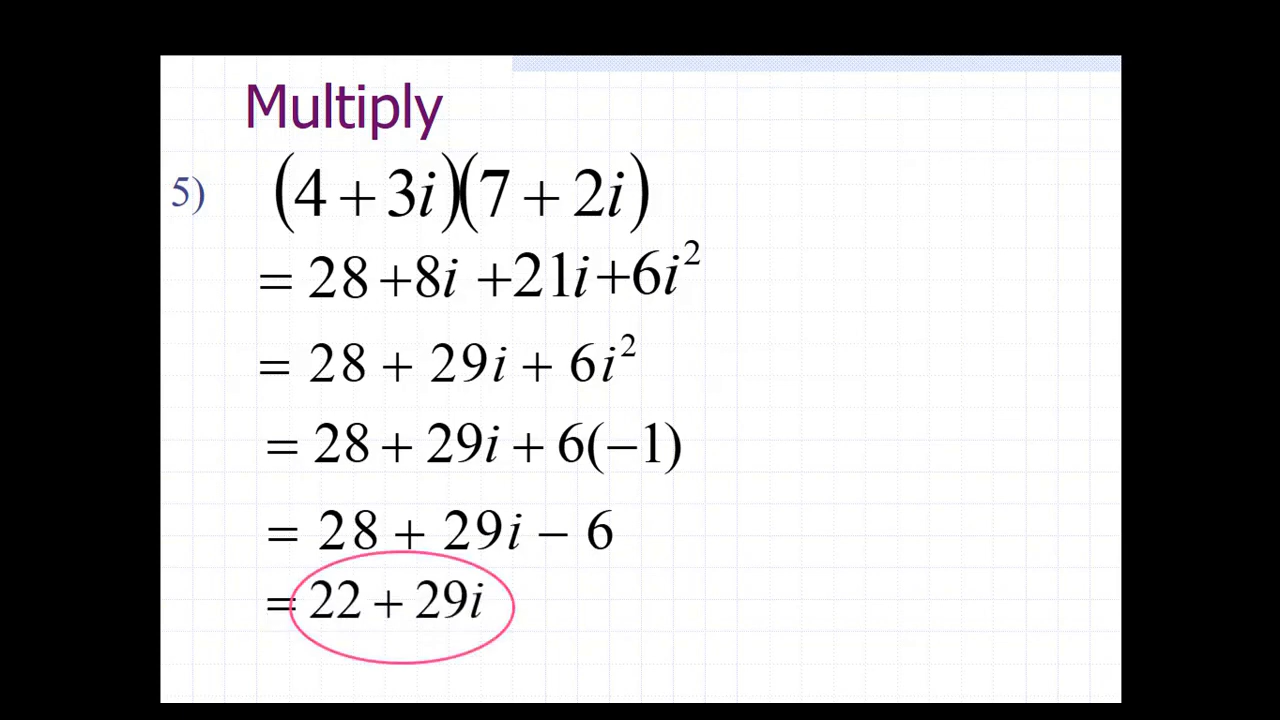 Multiply
5) (4 + 3i)(7 + 2i)
= 28 +8i +21i+6i²
= 28 + 29i + 6i²
= 28 + 29i + 6(−1)
= 28 + 29i − 6
= 22 + 29i